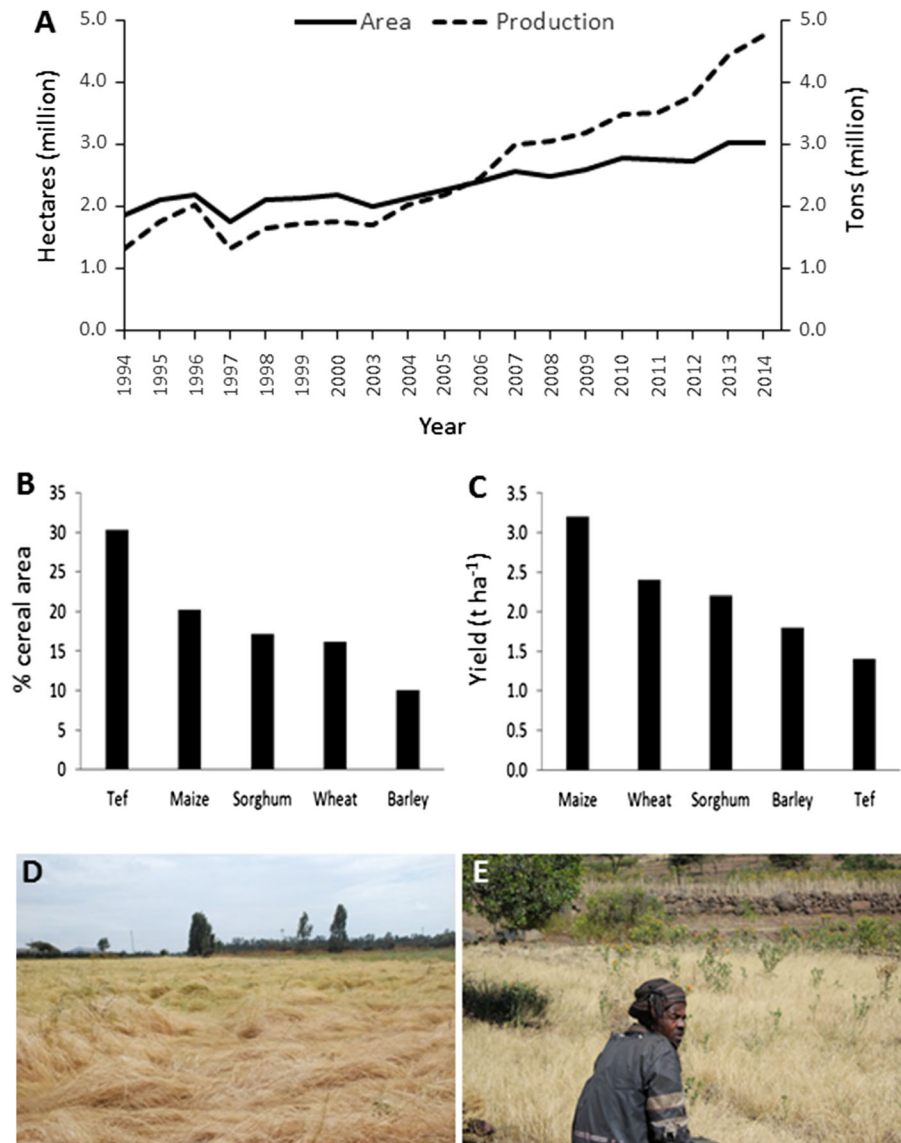 A
Area Production
5.0 5.0
4.0 4.0
3.0 3.0
2.0 2.0
1.0 1.0
0.0 0.0
Hectares (million)
Tons (million)
1994 1995 1996 1997 1998 1999 2000 2003 2004 2005 2006 2007 2008 2009 2010 2011 2012 2013 2014
Year
B
35
30
25
20
15
10
5
0
% cereal area
Tef Maize Sorghum Wheat Barley
C
3.5
3.0
2.5
2.0
1.5
1.0
0.5
0.0
Yield (t ha⁻¹)
Maize Wheat Sorghum Barley Tef
D
E